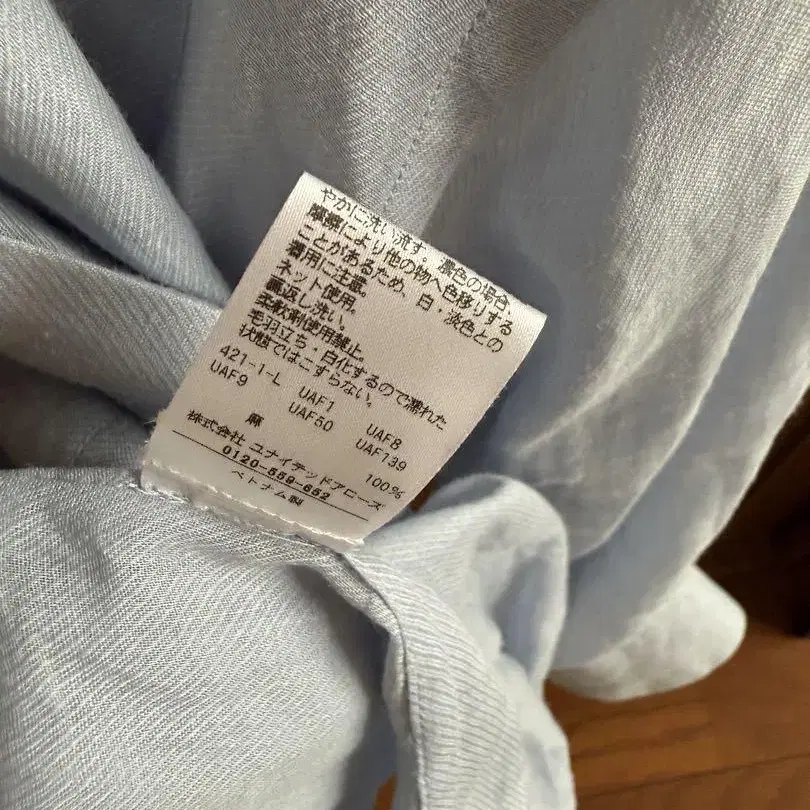 やかに洗い流す。濃色の場合、
摩擦により他の物へ色移りする
ことがあるため、白・淡色との
着用に注意。
ネット使用。
裏返し洗い。
柔軟剤使用禁止。
毛羽立ち・白化するので濡れた
状態ではこすらない。
421-1-L UAF1 UAF8
UAF9 UAF50 UAF139
麻 100%
株式会社 ユナイテッドアローズ
0120-559-652
ベトナム製